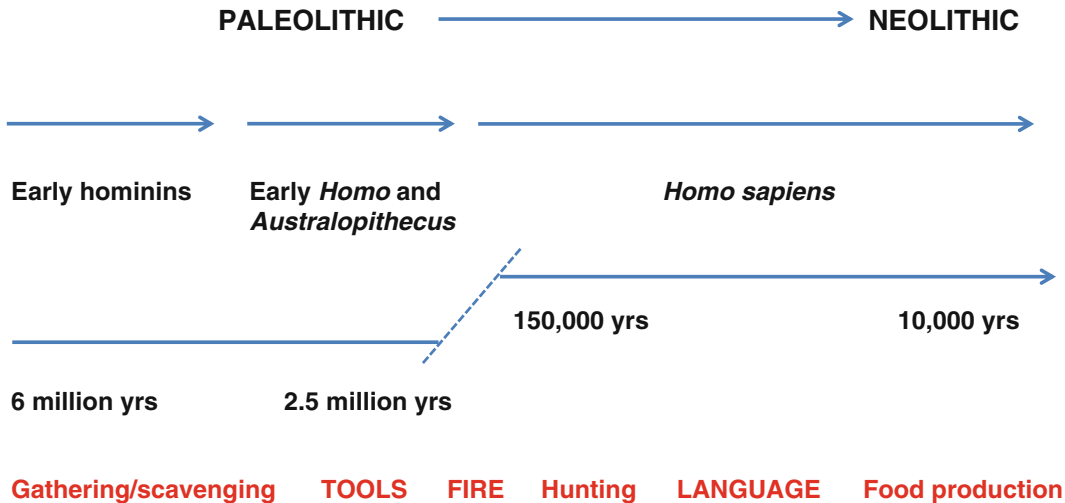 PALEOLITHIC NEOLITHIC
Early hominins Early Homo and Homo sapiens
Australopithecus
150,000 yrs 10,000 yrs
6 million yrs 2.5 million yrs
Gathering/scavenging TOOLS FIRE Hunting LANGUAGE Food production